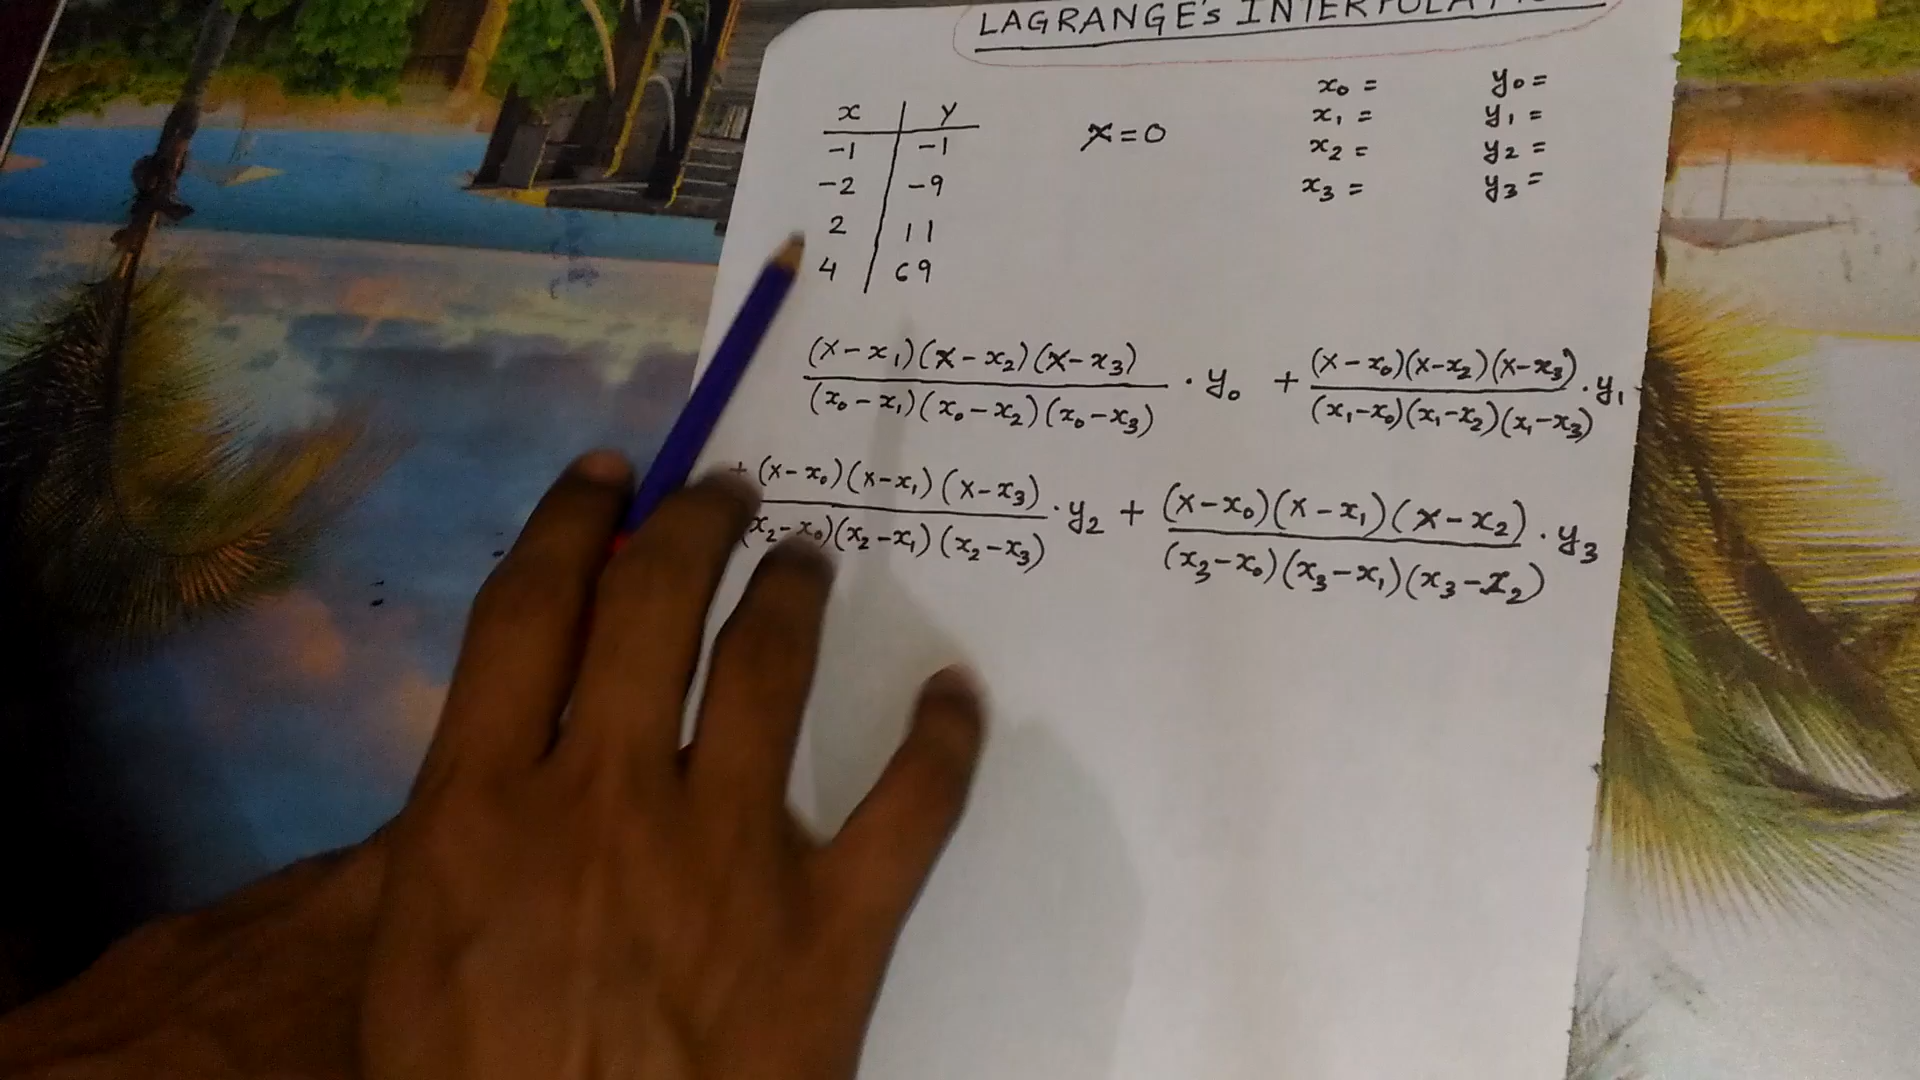 LAGRANGE's INTERPOLATIO
x y
-1 -1
-2 -9
2 11
4 69
x=0
x₀ = y₀ =
x₁ = y₁ =
x₂ = y₂ =
x₃ = y₃ =
(x-x₁)(x-x₂)(x-x₃) / (x₀-x₁)(x₀-x₂)(x₀-x₃) · y₀ + (x-x₀)(x-x₂)(x-x₃) / (x₁-x₀)(x₁-x₂)(x₁-x₃) · y₁
+ (x-x₀)(x-x₁)(x-x₃) / (x₂-x₀)(x₂-x₁)(x₂-x₃) · y₂ + (x-x₀)(x-x₁)(x-x₂) / (x₃-x₀)(x₃-x₁)(x₃-x₂) · y₃